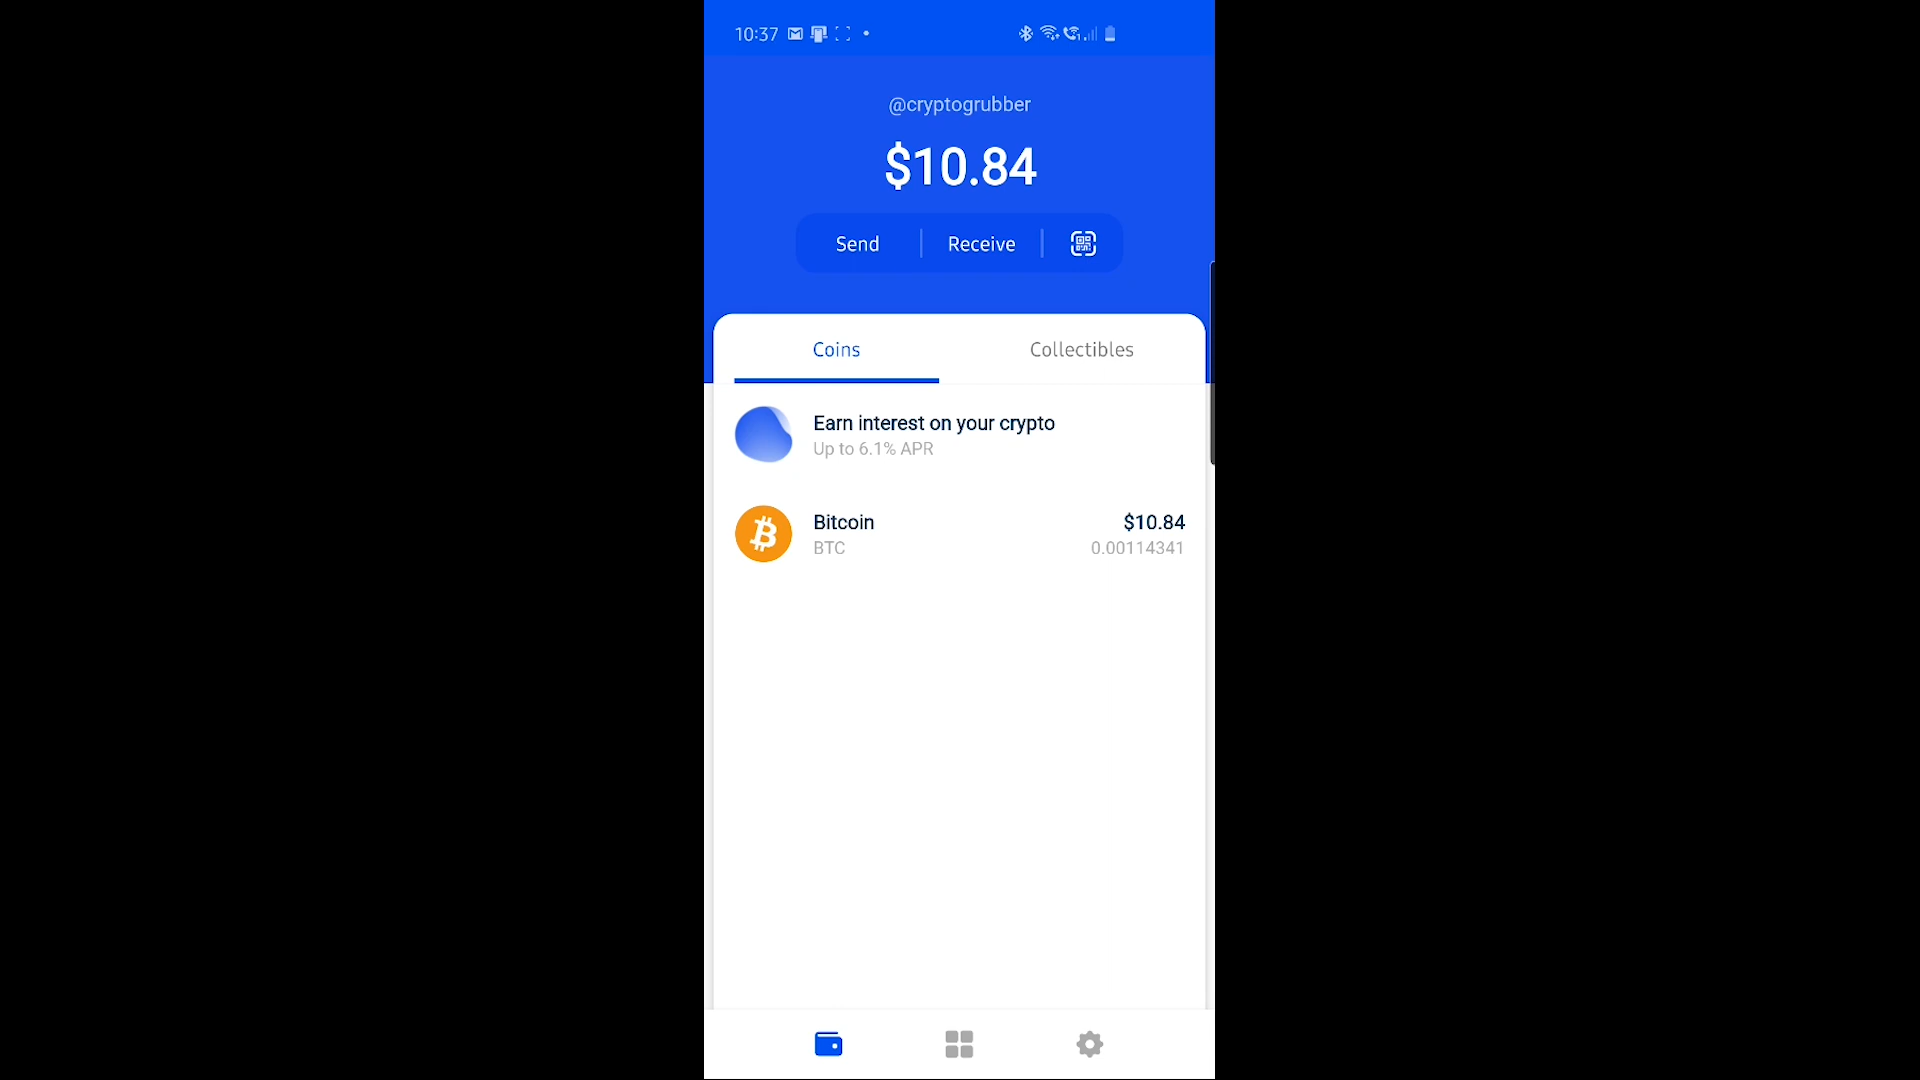 10:37
@cryptogrubber
$10.84
Send
Receive
Coins
Collectibles
Earn interest on your crypto
Up to 6.1% APR
Bitcoin
$10.84
BTC
0.00114341